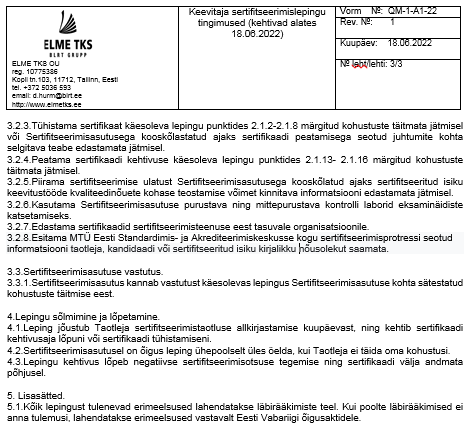 ELME TKS
BLRT GRUPP
ELME TKS OÜ
reg. 10775386
Kopli tn.103, 11712, Tallinn, Eesti
tel. +372 5036 593
email: d.hurm@blrt.ee
http://www.elmetks.ee
Keevitaja sertifitseerimislepingu
tingimused (kehtivad alates
18.06.2022)
Vorm Nº: QM-1-A1-22
Rev. Nº: 1
Kuupäev: 18.06.2022
Nº laht/lehti: 3/3
3.2.3.Tühistama sertifikaat käesoleva lepingu punktides 2.1.2-2.1.8 märgitud kohustuste täitmata jätmisel
või Sertifitseerimisasutusega kooskõlastatud ajaks sertifikaadi peatamisega seotud juhtumite kohta
selgitava teabe edastamata jätmisel.
3.2.4.Peatama sertifikaadi kehtivuse käesoleva lepingu punktides 2.1.13- 2.1.16 märgitud kohustuste
täitmata jätmisel.
3.2.5.Piirama sertifitseerimise ulatust Sertifitseerimisasutusega kooskõlatud ajaks sertifitseeritud isiku
keevitustööde kvaliteedinõuete kohase teostamise võimet kinnitava informatsiooni edastamata jätmisel.
3.2.6.Kasutama Sertifitseerimisasutuse purustava ning mittepurustava kontrolli laborid eksaminäidiste
katsetamiseks.
3.2.7.Edastama sertifikaadid sertifitseerimisteenuse eest tasuvale organisatsioonile.
3.2.8.Esitama MTÜ Eesti Standardimis- ja Akrediteerimiskeskusse kogu sertifitseerimisprotressi seotud
informatsiooni taotleja, kandidaadi või sertifitseeritud isiku kirjalikku nõusolekut saamata.
3.3.Sertifitseerimisasutuse vastutus.
3.3.1.Sertifitseerimisasutus kannab vastutust käesolevas lepingus Sertifitseerimisasutuse kohta sätestatud
kohustuste täitmise eest.
4.Lepingu sõlmimine ja lõpetamine.
4.1.Leping jõustub Taotleja sertifitseerimistaotluse allkirjastamise kuupäevast, ning kehtib sertifikaadi
kehtivusaja lõpuni või sertifikaadi tühistamiseni.
4.2.Sertifitseerimisasutusel on õigus leping ühepoolselt üles öelda, kui Taotleja ei täida oma kohustusi.
4.3.Lepingu kehtivus lõpeb negatiivse sertifitseerimisotsuse tegemise ning sertifikaadi välja andmata
põhjusel.
5. Lisasätted.
5.1.Kõik lepingust tulenevad erimeelsused lahendatakse läbirääkimiste teel. Kui poolte läbirääkimised ei
anna tulemusi, lahendatakse erimeelsused vastavalt Eesti Vabariigi õigusaktidele.